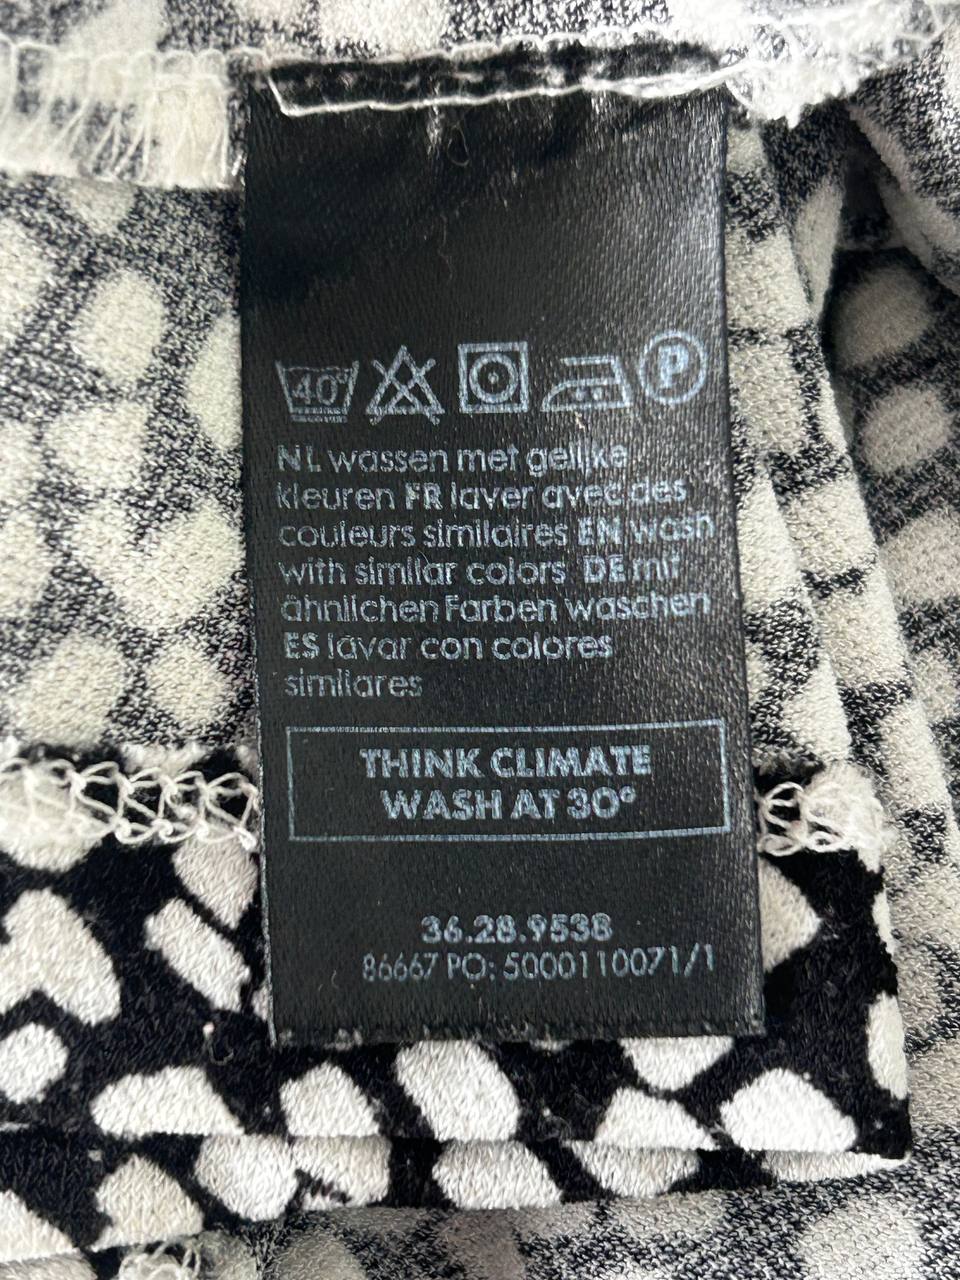 40° P
NL wassen met gelijke
kleuren FR laver avec des
couleurs similaires EN wash
with similar colors DE mit
ähnlichen Farben waschen
ES lavar con colores
similares
THINK CLIMATE
WASH AT 30°
36.28.9538
86667 PO: 5000110071/1